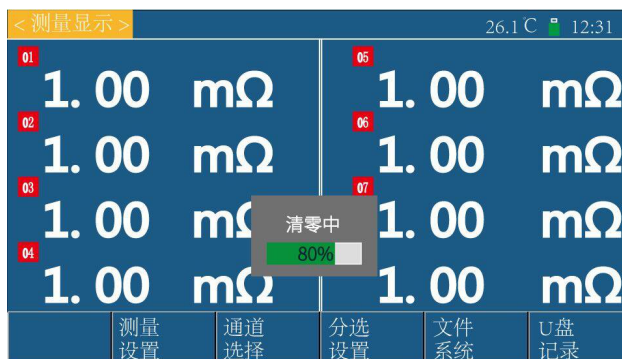 <测量显示>
26.1℃ 12:31
01
1.00 mΩ
05
1.00 mΩ
02
1.00 mΩ
06
1.00 mΩ
03
1.00 mΩ
07
1.00 mΩ
04
1.00 mΩ
1.00 mΩ
清零中
80%
测量
设置
通道
选择
分选
设置
文件
系统
U盘
记录